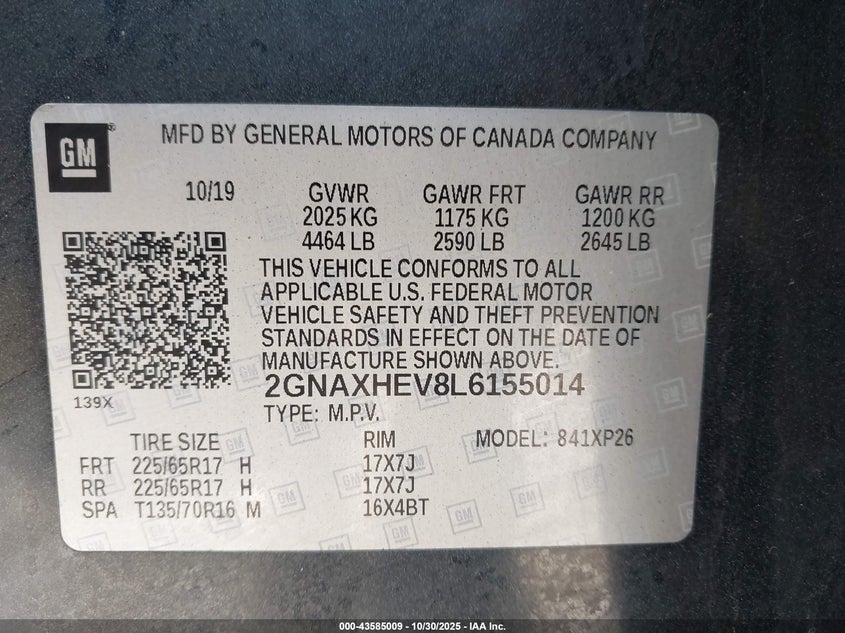 GM
MFD BY GENERAL MOTORS OF CANADA COMPANY
10/19 GVWR GAWR FRT GAWR RR
2025 KG 1175 KG 1200 KG
4464 LB 2590 LB 2645 LB
THIS VEHICLE CONFORMS TO ALL
APPLICABLE U.S. FEDERAL MOTOR
VEHICLE SAFETY AND THEFT PREVENTION
STANDARDS IN EFFECT ON THE DATE OF
MANUFACTURE SHOWN ABOVE.
2GNAXHEV8L6155014
139X
TYPE: M.P.V.
TIRE SIZE RIM MODEL: 841XP26
FRT 225/65R17 H 17X7J
RR 225/65R17 H 17X7J
SPA T135/70R16 M 16X4BT
000-43585009 - 10/30/2025 - IAA Inc.